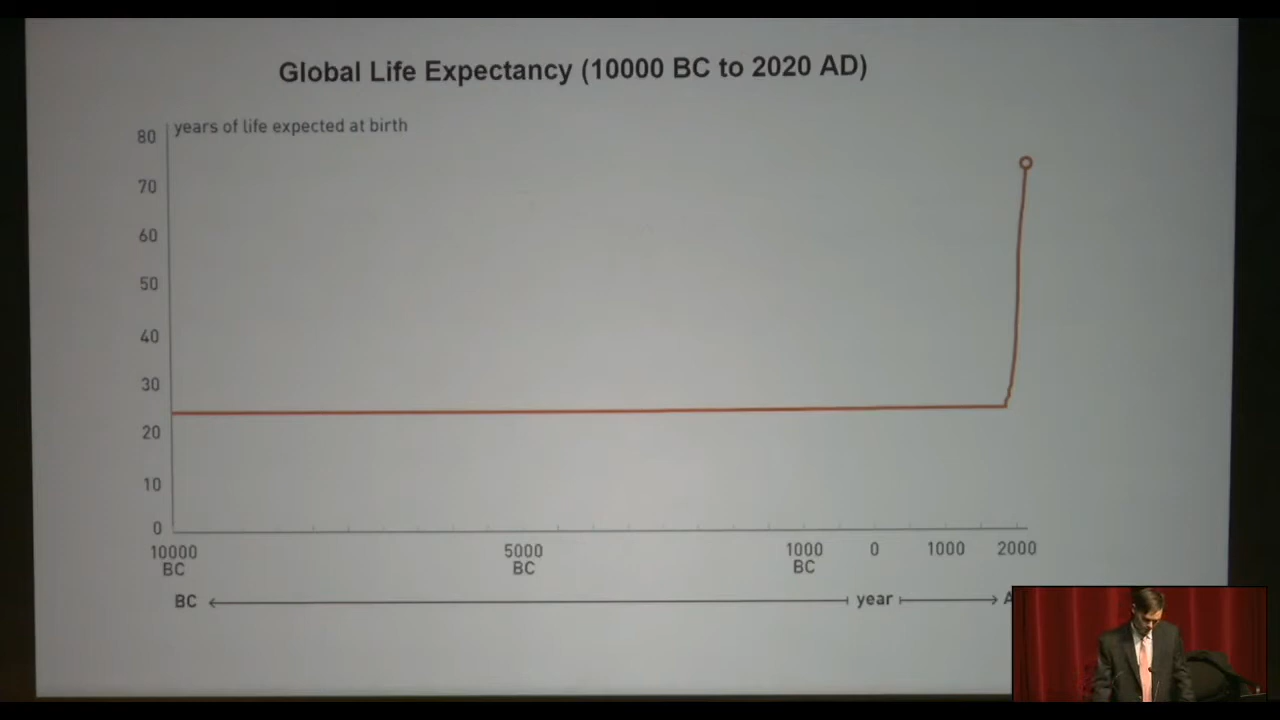 Global Life Expectancy (10000 BC to 2020 AD)
years of life expected at birth
80
70
60
50
40
30
20
10
0
10000 BC
5000 BC
1000 BC
0
1000
2000
BC
year